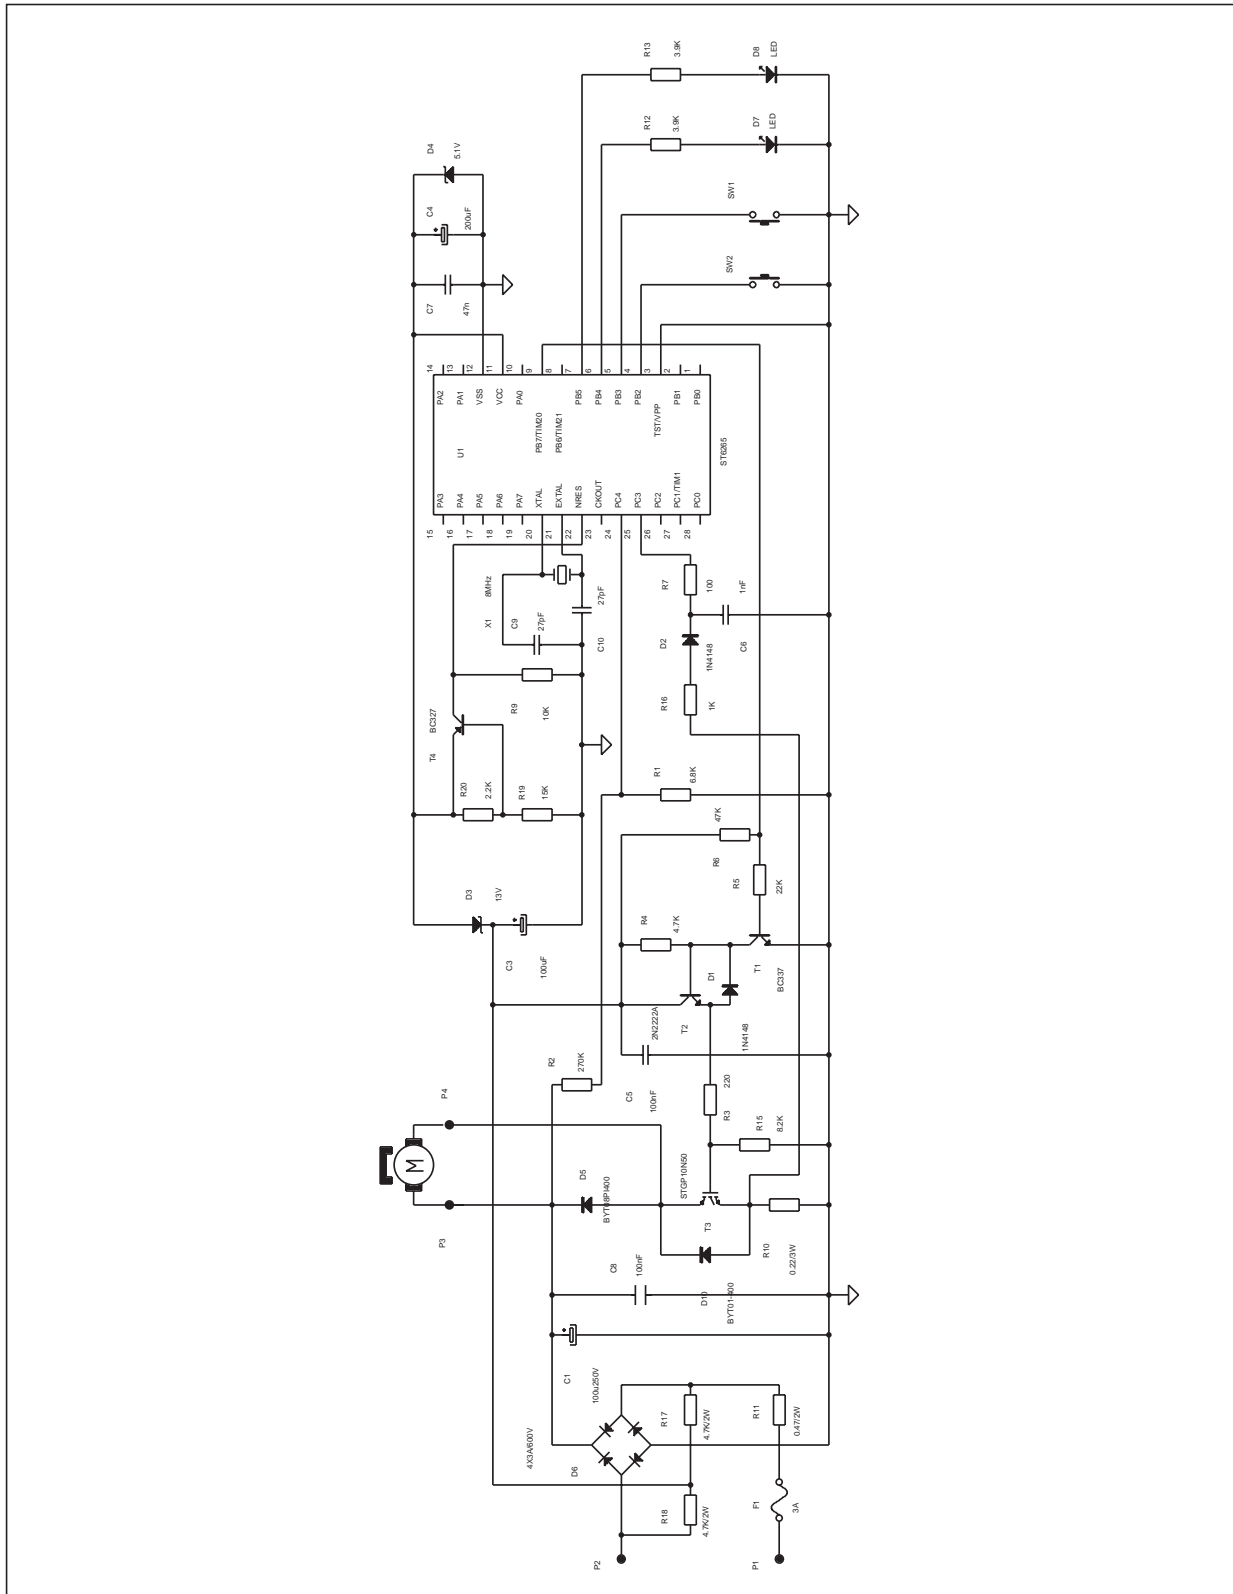 R13
3.9K
D8
LED
R12
3.9K
D7
LED
D4
5.1V
C4
200uF
C7
47n
SW1
SW2
14
13
12
11
10
9
8
7
6
5
4
3
2
1
PA2
PA1
VSS
VCC
PA0
PB7/TIM20
PB6/TIM21
PB5
PB4
PB3
PB2
TST/VPP
PB1
PB0
U1
ST6265
PA3
PA4
PA5
PA6
PA7
XTAL
EXTAL
NRES
CKOUT
PC4
PC3
PC2
PC1/TIM1
PC0
15
16
17
18
19
20
21
22
23
24
25
26
27
28
X1
8MHz
C9
27pF
C10
27pF
R7
100
C6
1nF
D2
1N4148
R16
1K
R9
10K
T4
BC327
R20
2.2K
R19
15K
R1
6.8K
R6
47K
R5
22K
D3
13V
C3
100uF
R4
4.7K
D1
1N4148
T1
BC337
T2
2N2222A
R2
270K
C5
100nF
R3
220
R15
8.2K
P4
M
P3
D5
BYT08PI400
STGP10N50
T3
R10
0.22/3W
C8
100nF
D10
BYT01-400
C1
100u250V
4X3A/600V
D6
R17
4.7K/2W
R11
0.47/2W
R18
4.7K/2W
F1
3A
P2
P1